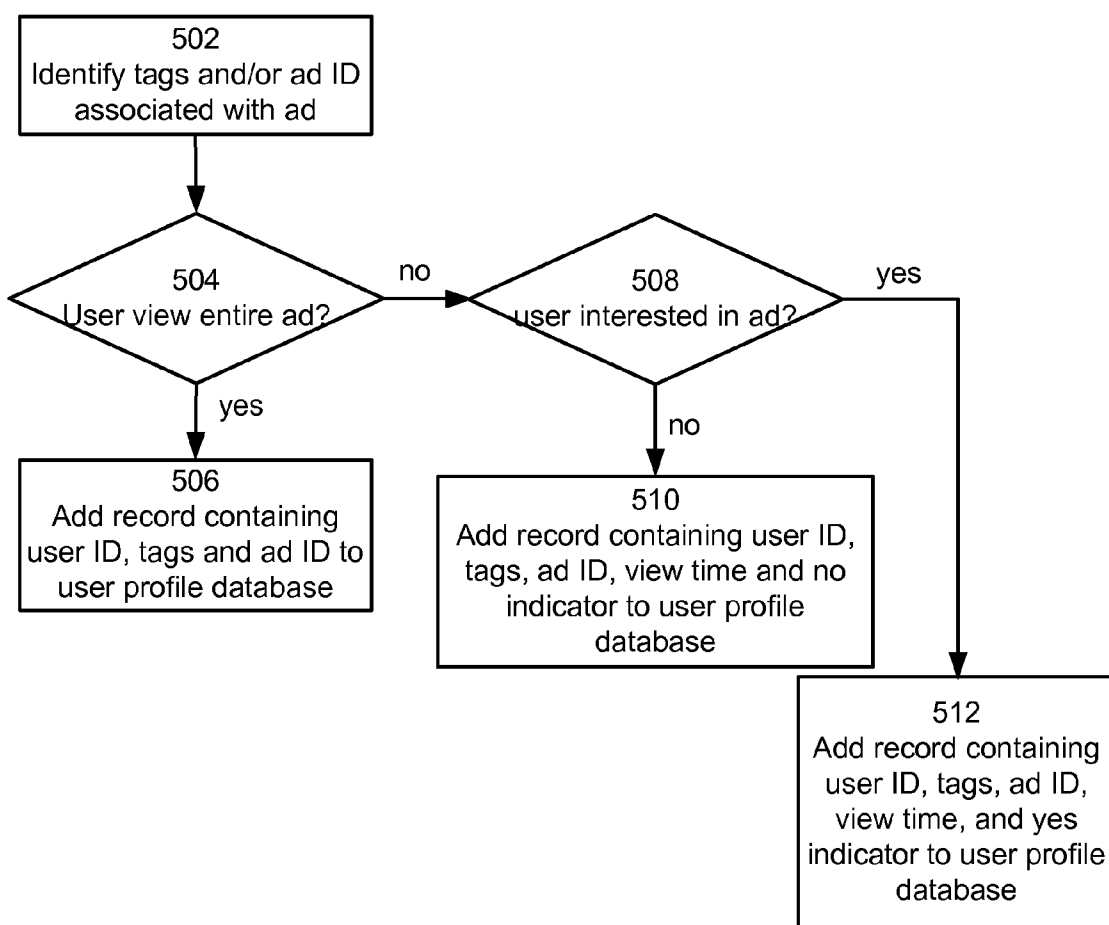 502
Identify tags and/or ad ID
associated with ad
504
User view entire ad?
no
508
user interested in ad?
yes
yes
no
506
Add record containing
user ID, tags and ad ID to
user profile database
510
Add record containing user ID,
tags, ad ID, view time and no
indicator to user profile
database
512
Add record containing
user ID, tags, ad ID,
view time, and yes
indicator to user profile
database